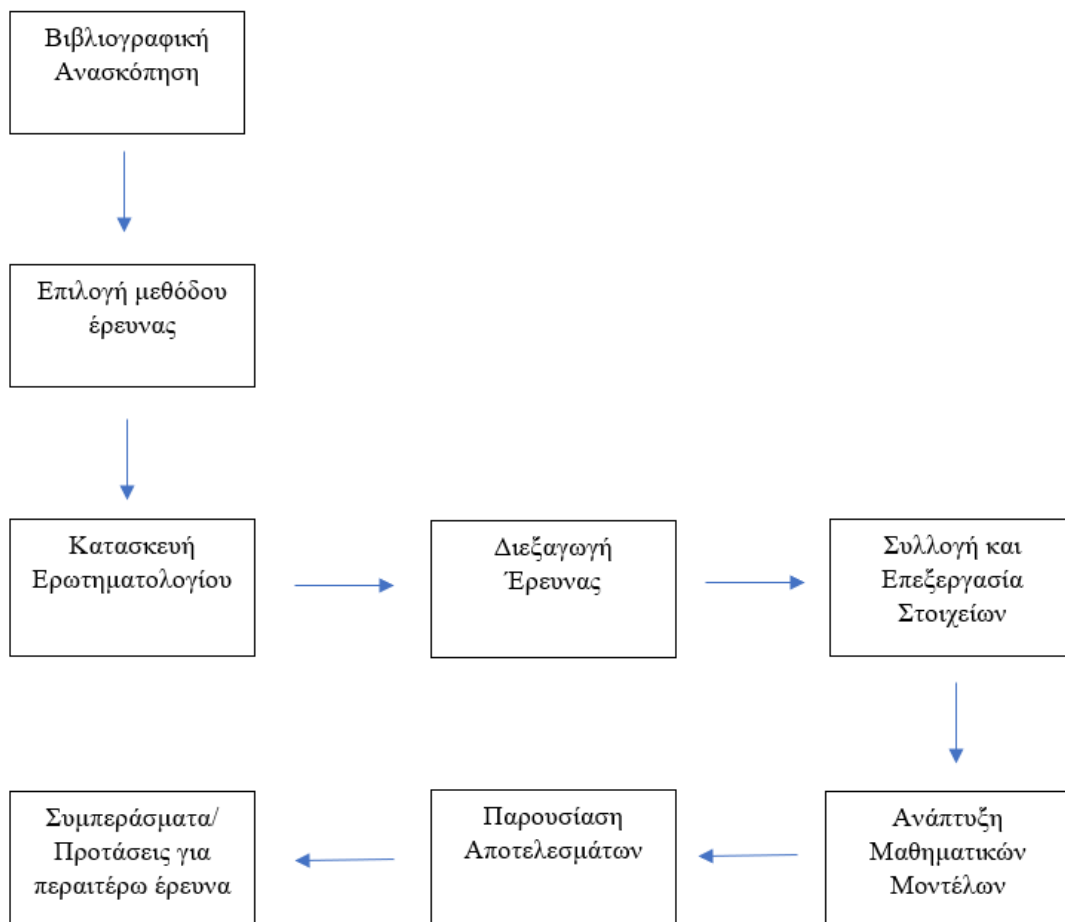 Βιβλιογραφική
Ανασκόπηση
Επιλογή μεθόδου
έρευνας
Κατασκευή
Ερωτηματολογίου
Διεξαγωγή
Έρευνας
Συλλογή και
Επεξεργασία
Στοιχείων
Ανάπτυξη
Μαθηματικών
Μοντέλων
Παρουσίαση
Αποτελεσμάτων
Συμπεράσματα/
Προτάσεις για
περαιτέρω έρευνα